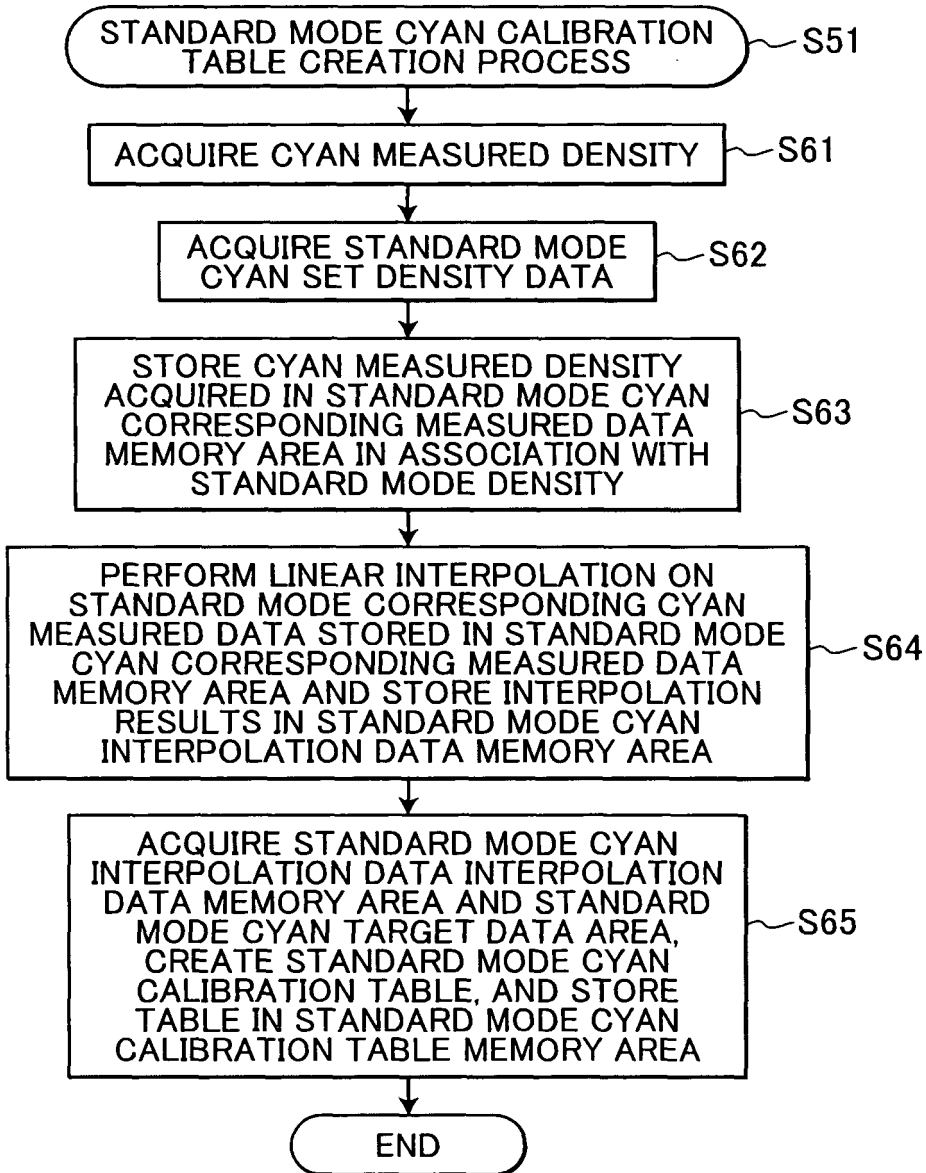 STANDARD MODE CYAN CALIBRATION
TABLE CREATION PROCESS
S51
ACQUIRE CYAN MEASURED DENSITY
S61
ACQUIRE STANDARD MODE
CYAN SET DENSITY DATA
S62
STORE CYAN MEASURED DENSITY
ACQUIRED IN STANDARD MODE CYAN
CORRESPONDING MEASURED DATA
MEMORY AREA IN ASSOCIATION WITH
STANDARD MODE DENSITY
S63
PERFORM LINEAR INTERPOLATION ON
STANDARD MODE CORRESPONDING CYAN
MEASURED DATA STORED IN STANDARD MODE
CYAN CORRESPONDING MEASURED DATA
MEMORY AREA AND STORE INTERPOLATION
RESULTS IN STANDARD MODE CYAN
INTERPOLATION DATA MEMORY AREA
S64
ACQUIRE STANDARD MODE CYAN
INTERPOLATION DATA INTERPOLATION
DATA MEMORY AREA AND STANDARD
MODE CYAN TARGET DATA AREA,
CREATE STANDARD MODE CYAN
CALIBRATION TABLE, AND STORE
TABLE IN STANDARD MODE CYAN
CALIBRATION TABLE MEMORY AREA
S65
END